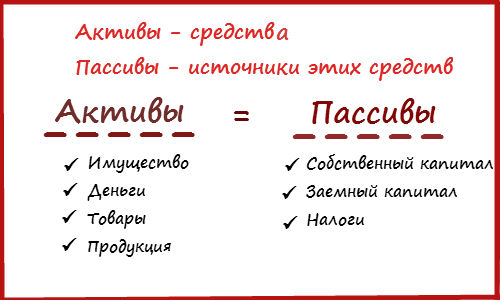 Активы - средства
Пассивы - источники этих средств
Активы = Пассивы
✓ Имущество
✓ Деньги
✓ Товары
✓ Продукция
✓ Собственный капитал
✓ Заемный капитал
✓ Налоги